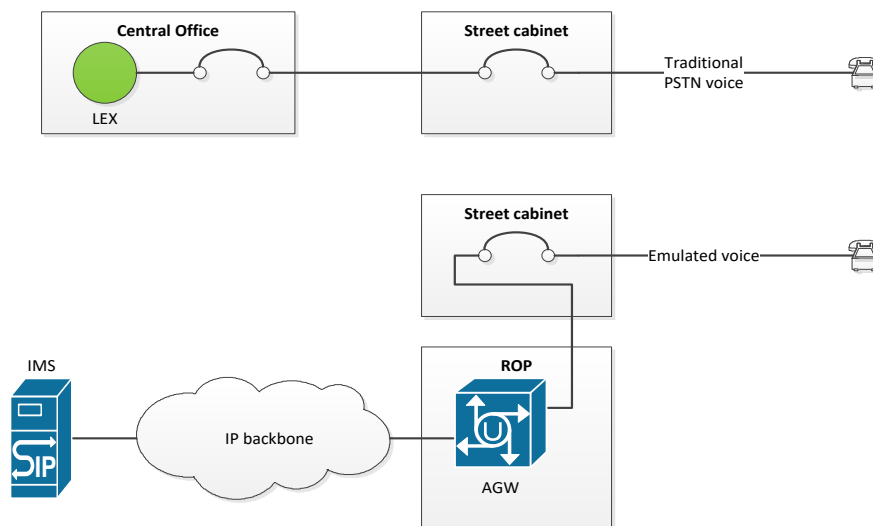 Central Office
Street cabinet
LEX
Traditional
PSTN voice
Street cabinet
Emulated voice
IMS
ROP
SIP
IP backbone
U
AGW